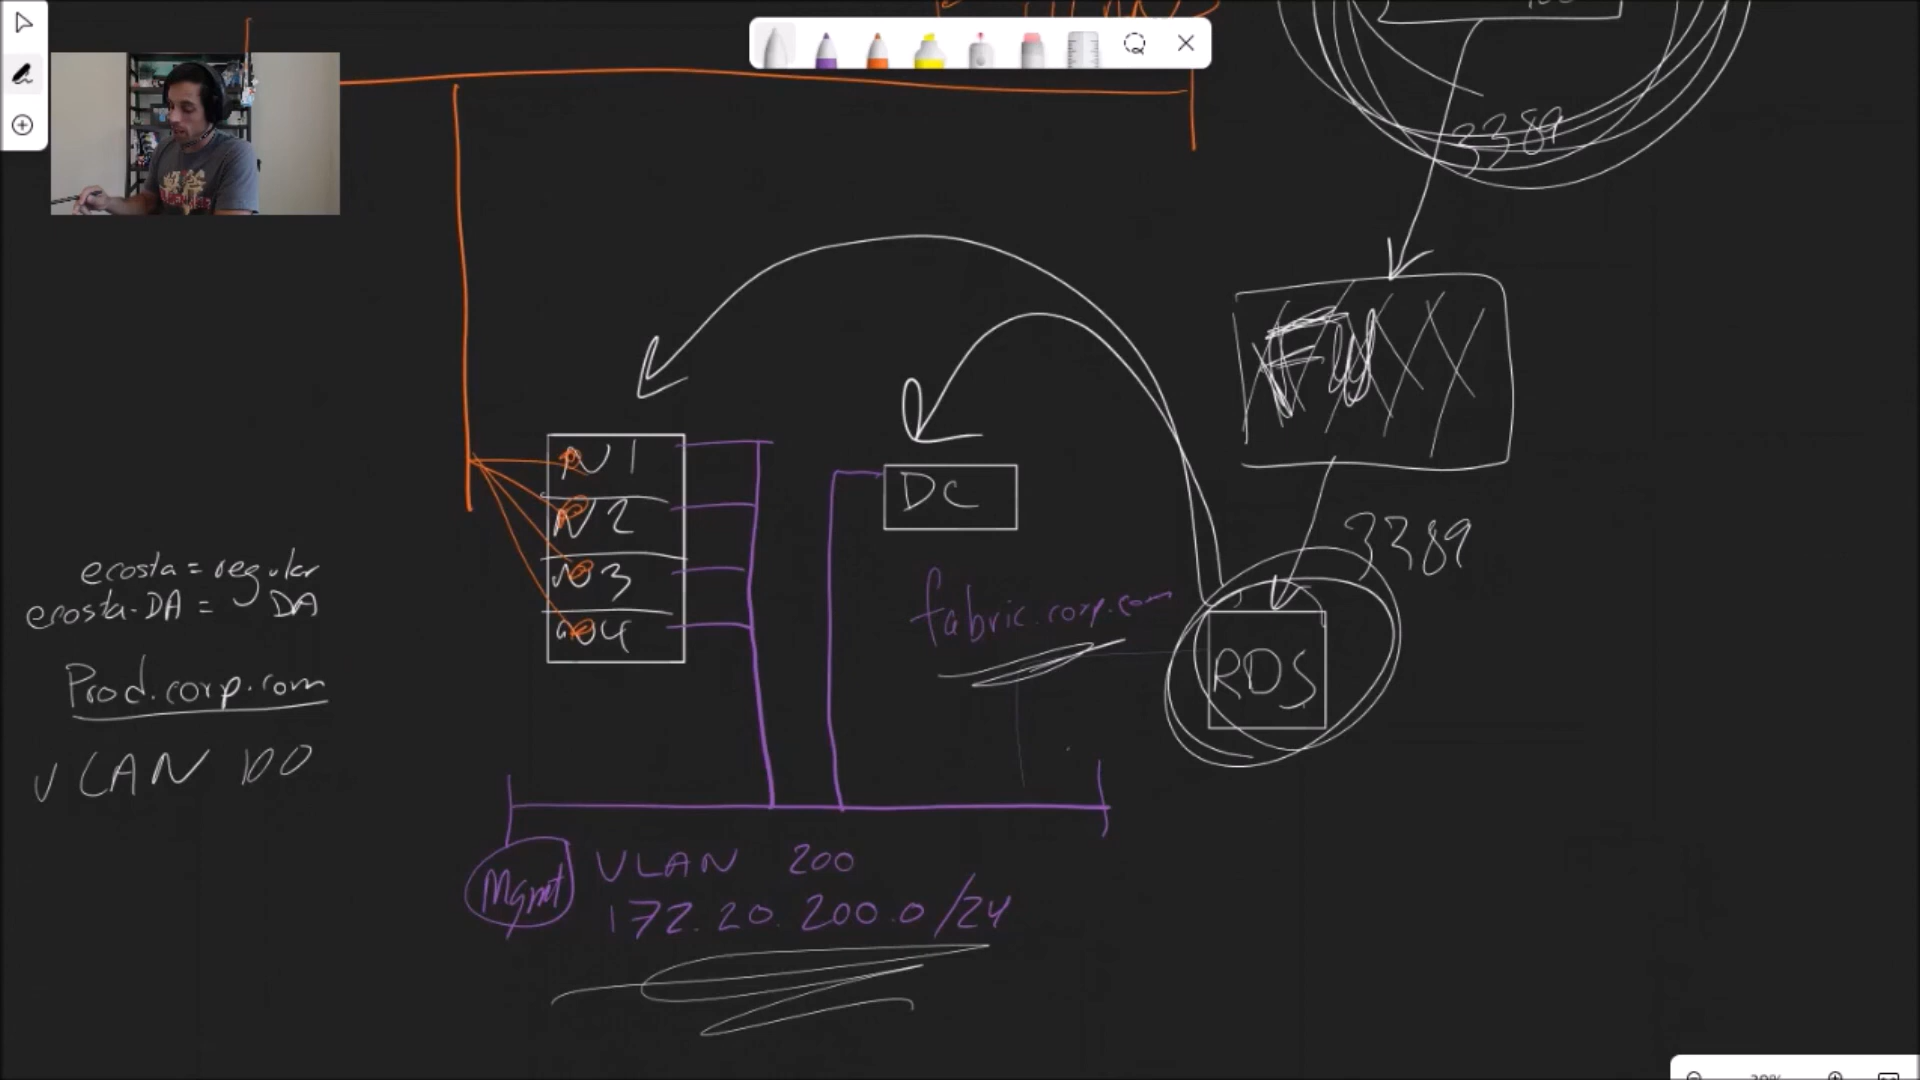 3389
FW
N1
N2
N3
DC
3389
ecosta = regular
ecosta-DA = DA
fabric.corp.com
RDS
Prod.corp.com
VLAN 100
Mgmt
VLAN 200
172.20.200.0/24